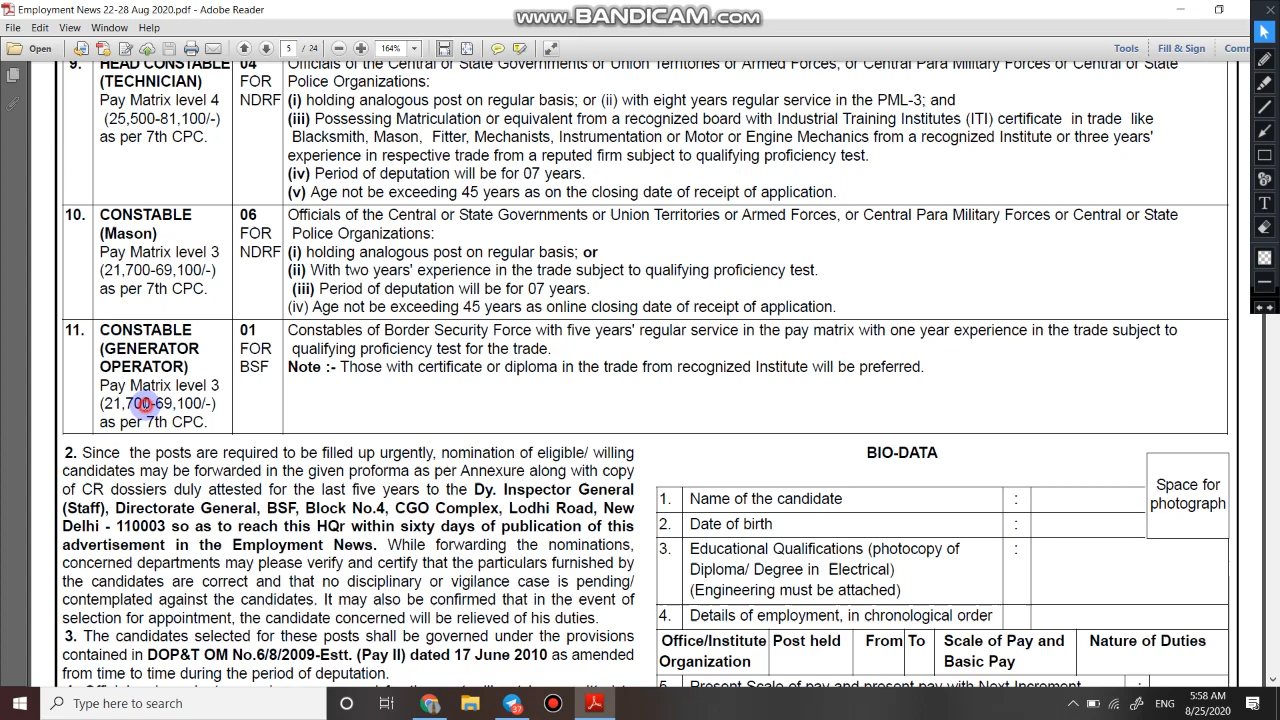 Employment News 22-28 Aug 2020.pdf - Adobe Reader
www.BANDICAM.com
File Edit View Window Help
Open 5 / 24 164% Tools Fill & Sign Comm
9. HEAD CONSTABLE 04 Officials of the Central or State Governments or Union Territories or Armed Forces, or Central Para Military Forces or Central or State
(TECHNICIAN) FOR Police Organizations:
Pay Matrix level 4 NDRF (i) holding analogous post on regular basis; or (ii) with eight years regular service in the PML-3; and
(25,500-81,100/-) (iii) Possessing Matriculation or equivalent from a recognized board with Industrial Training Institutes (ITI) certificate in trade like
as per 7th CPC. Blacksmith, Mason, Fitter, Mechanists, Instrumentation or Motor or Engine Mechanics from a recognized Institute or three years'
experience in respective trade from a reputed firm subject to qualifying proficiency test.
(iv) Period of deputation will be for 07 years.
(v) Age not be exceeding 45 years as on the closing date of receipt of application.
10. CONSTABLE 06 Officials of the Central or State Governments or Union Territories or Armed Forces, or Central Para Military Forces or Central or State
(Mason) FOR Police Organizations:
Pay Matrix level 3 NDRF (i) holding analogous post on regular basis; or
(21,700-69,100/-) (ii) With two years' experience in the trade subject to qualifying proficiency test.
as per 7th CPC. (iii) Period of deputation will be for 07 years.
(iv) Age not be exceeding 45 years as online closing date of receipt of application.
11. CONSTABLE 01 Constables of Border Security Force with five years' regular service in the pay matrix with one year experience in the trade subject to
(GENERATOR FOR qualifying proficiency test for the trade.
OPERATOR) BSF Note :- Those with certificate or diploma in the trade from recognized Institute will be preferred.
Pay Matrix level 3
(21,700-69,100/-)
as per 7th CPC.
2. Since the posts are required to be filled up urgently, nomination of eligible/ willing
candidates may be forwarded in the given proforma as per Annexure along with copy
of CR dossiers duly attested for the last five years to the Dy. Inspector General
(Staff), Directorate General, BSF, Block No.4, CGO Complex, Lodhi Road, New
Delhi - 110003 so as to reach this HQr within sixty days of publication of this
advertisement in the Employment News. While forwarding the nominations,
concerned departments may please verify and certify that the particulars furnished by
the candidates are correct and that no disciplinary or vigilance case is pending/
contemplated against the candidates. It may also be confirmed that in the event of
selection for appointment, the candidate concerned will be relieved of his duties.
3. The candidates selected for these posts shall be governed under the provisions
contained in DOP&T OM No.6/8/2009-Estt. (Pay II) dated 17 June 2010 as amended
from time to time during the period of deputation.
BIO-DATA
Space for
photograph
1. Name of the candidate :
2. Date of birth :
3. Educational Qualifications (photocopy of :
Diploma/ Degree in Electrical)
(Engineering must be attached)
4. Details of employment, in chronological order
Office/Institute Post held From To Scale of Pay and Nature of Duties
Organization Basic Pay
5. Present Scale of pay and present pay with Next Increment :
Type here to search
37
ENG 5:58 AM
8/25/2020